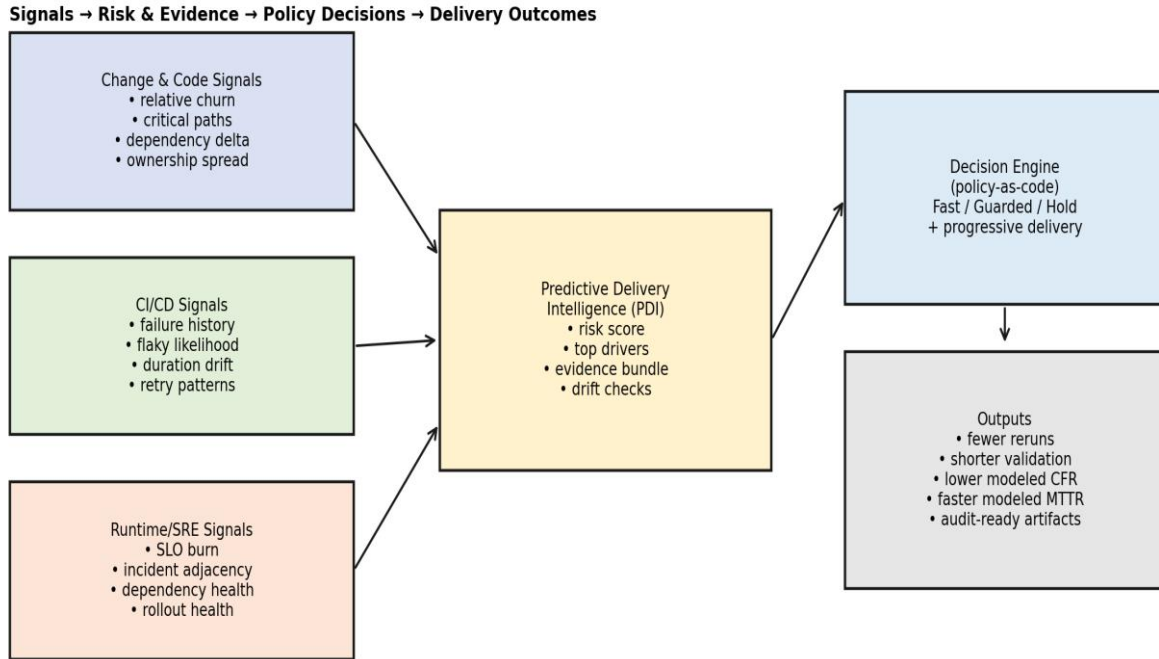 Signals → Risk & Evidence → Policy Decisions → Delivery Outcomes
Change & Code Signals
• relative churn
• critical paths
• dependency delta
• ownership spread
CI/CD Signals
• failure history
• flaky likelihood
• duration drift
• retry patterns
Runtime/SRE Signals
• SLO burn
• incident adjacency
• dependency health
• rollout health
Predictive Delivery
Intelligence (PDI)
• risk score
• top drivers
• evidence bundle
• drift checks
Decision Engine
(policy-as-code)
Fast / Guarded / Hold
+ progressive delivery
Outputs
• fewer reruns
• shorter validation
• lower modeled CFR
• faster modeled MTTR
• audit-ready artifacts